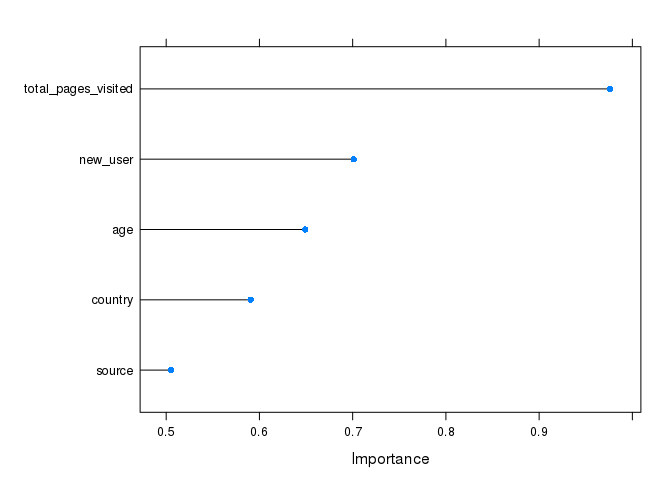 total_pages_visited
new_user
age
country
source
0.5 0.6 0.7 0.8 0.9
Importance